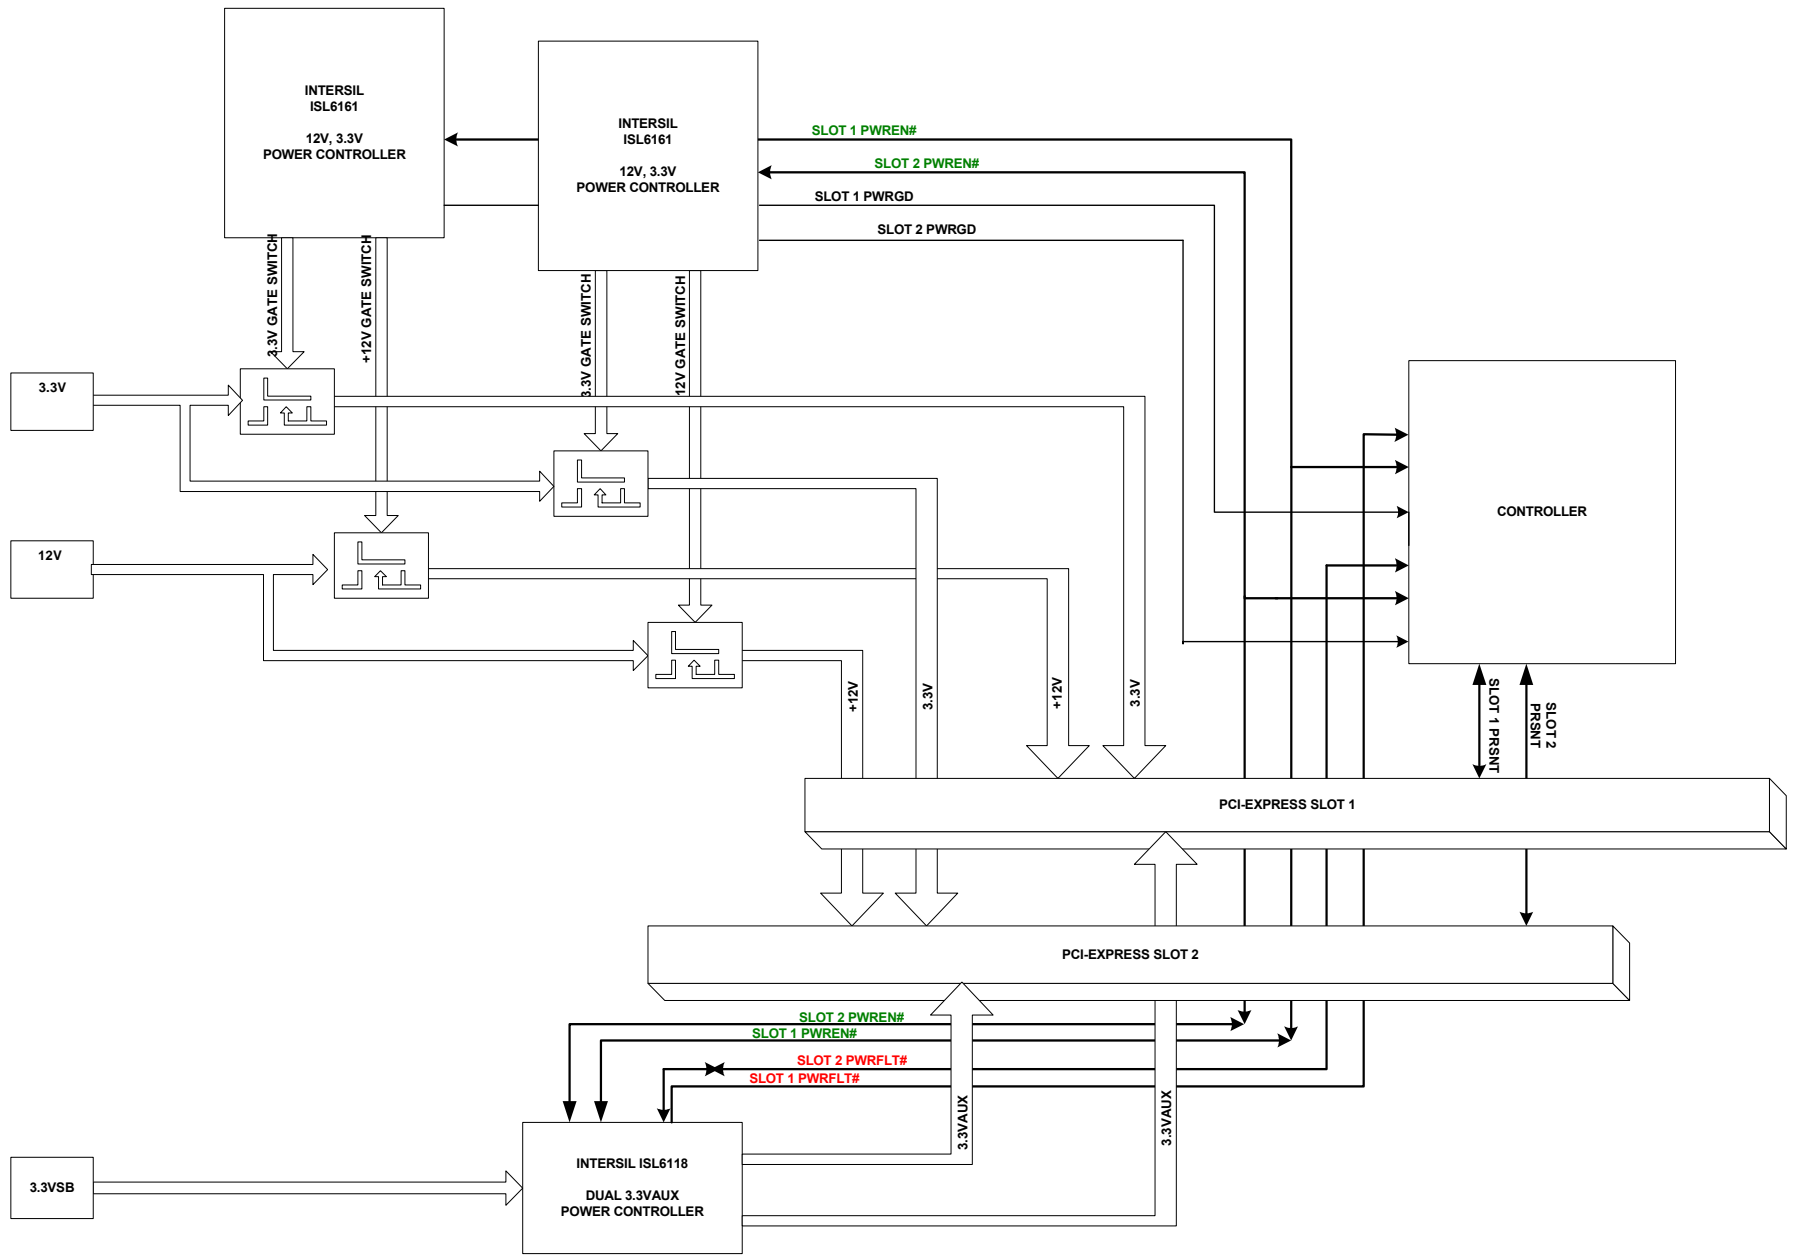 INTERSIL
ISL6161
12V, 3.3V
POWER CONTROLLER
INTERSIL
ISL6161
12V, 3.3V
POWER CONTROLLER
SLOT 1 PWREN#
SLOT 2 PWREN#
SLOT 1 PWRGD
SLOT 2 PWRGD
3.3V GATE SWITCH
+12V GATE SWITCH
3.3V GATE SWITCH
12V GATE SWITCH
3.3V
12V
CONTROLLER
+12V
3.3V
+12V
3.3V
SLOT 1 PRSNT
SLOT 2
PRSNT
PCI-EXPRESS SLOT 1
PCI-EXPRESS SLOT 2
SLOT 2 PWREN#
SLOT 1 PWREN#
SLOT 2 PWRFLT#
SLOT 1 PWRFLT#
3.3VAUX
3.3VAUX
3.3VSB
INTERSIL ISL6118
DUAL 3.3VAUX
POWER CONTROLLER